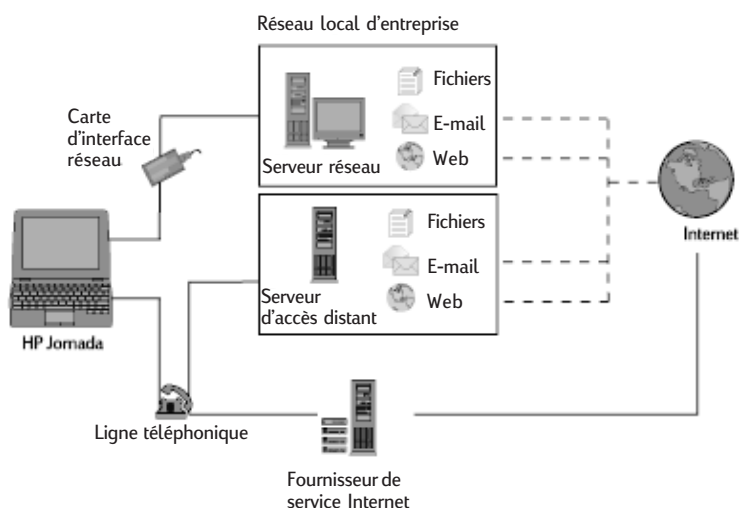 Réseau local d'entreprise
Fichiers
E-mail
Web
Serveur réseau
Carte
d'interface
réseau
Internet
Fichiers
E-mail
Web
Serveur
d'accès distant
HP Jornada
Ligne téléphonique
Fournisseur de
service Internet